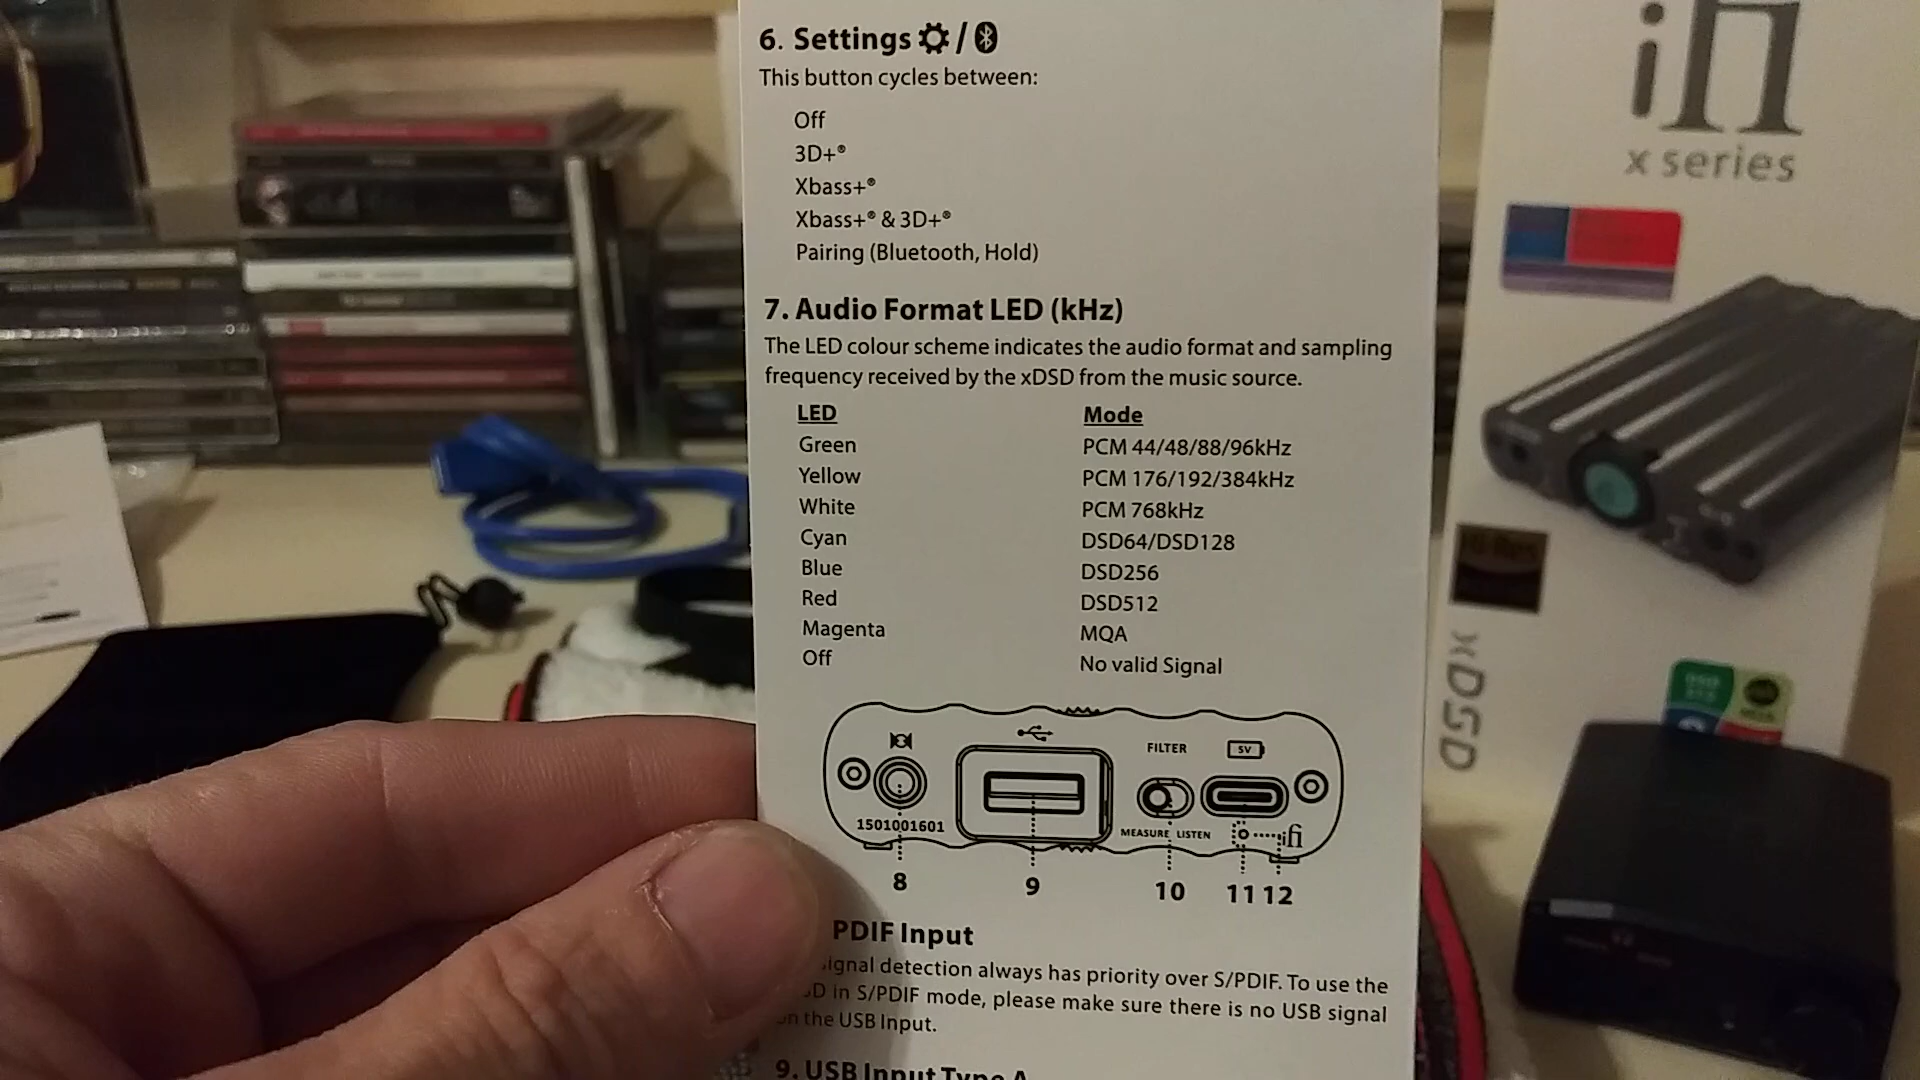 6. Settings /
This button cycles between:
Off
3D+®
Xbass+®
Xbass+® & 3D+®
Pairing (Bluetooth, Hold)
7. Audio Format LED (kHz)
The LED colour scheme indicates the audio format and sampling
frequency received by the xDSD from the music source.
LED Mode
Green PCM 44/48/88/96kHz
Yellow PCM 176/192/384kHz
White PCM 768kHz
Cyan DSD64/DSD128
Blue DSD256
Red DSD512
Magenta MQA
Off No valid Signal
FILTER 5V
1501001601 MEASURE LISTEN ifi
8 9 10 11 12
PDIF Input
signal detection always has priority over S/PDIF. To use the
in S/PDIF mode, please make sure there is no USB signal
on the USB Input.
9. USB Input Type A
ifi
x series
Hi-Res
xDSD